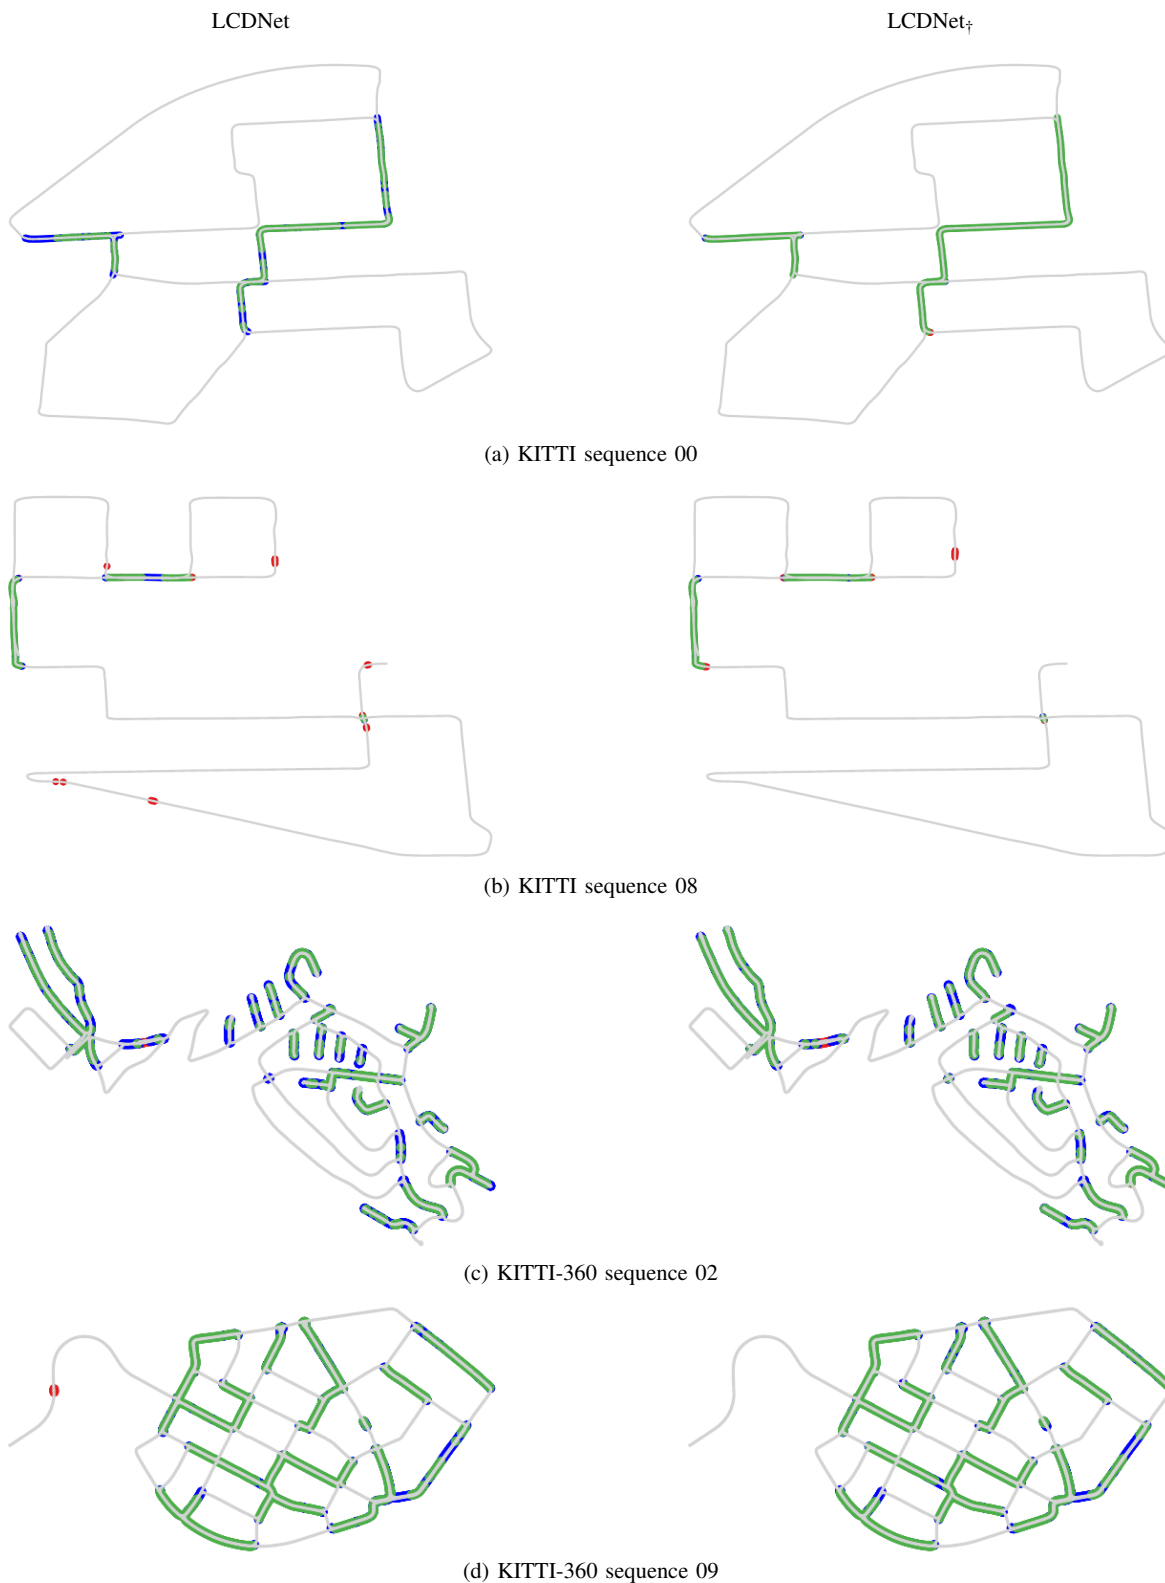 LCDNet LCDNet†
(a) KITTI sequence 00
(b) KITTI sequence 08
(c) KITTI-360 sequence 02
(d) KITTI-360 sequence 09